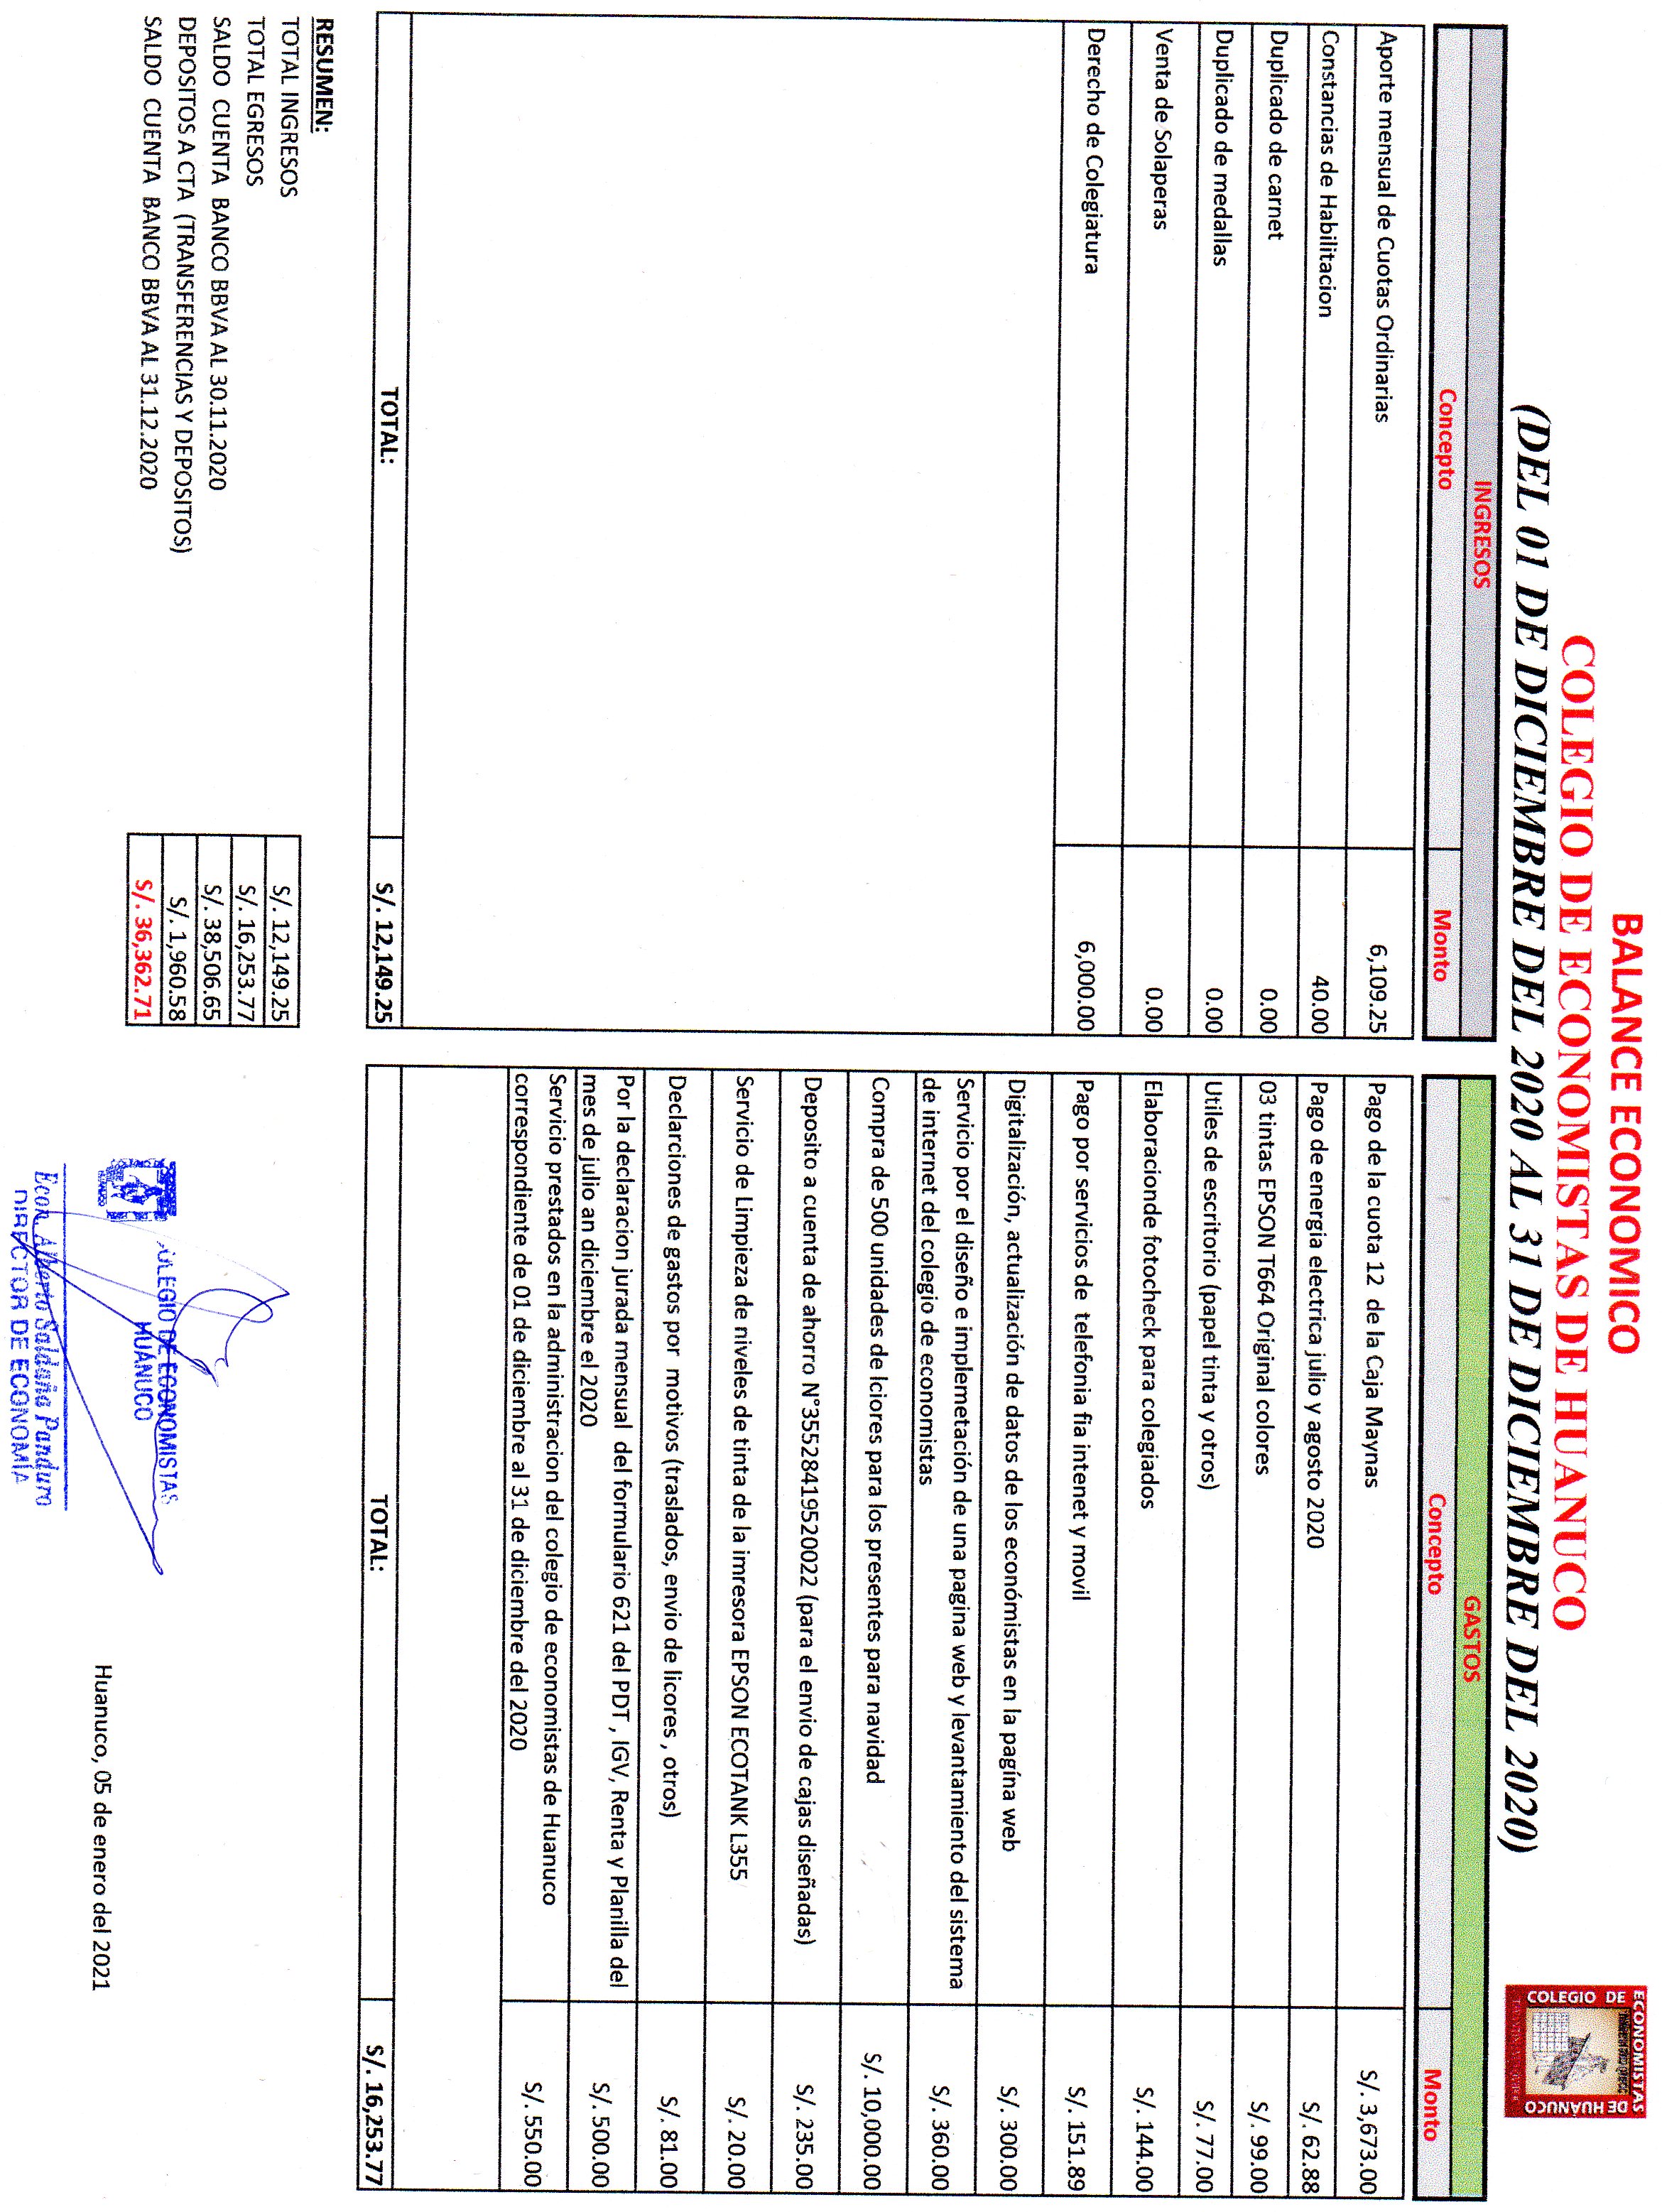 BALANCE ECONOMICO
COLEGIO DE ECONOMISTAS DE HUANUCO
(DEL 01 DE DICIEMBRE DEL 2020 AL 31 DE DICIEMBRE DEL 2020)
COLEGIO DE ECONOMISTAS DE HUÁNUCO
INGRESOS
Concepto Monto
Aporte mensual de Cuotas Ordinarias 6,109.25
Constancias de Habilitacion 40.00
Duplicado de carnet 0.00
Duplicado de medallas 0.00
Venta de Solaperas 0.00
Derecho de Colegiatura 6,000.00
TOTAL: S/. 12,149.25
GASTOS
Concepto Monto
Pago de la cuota 12 de la Caja Maynas S/. 3,673.00
Pago de energia electrica julio y agosto 2020 S/. 62.88
03 tintas EPSON T664 Original colores S/. 99.00
Utiles de escritorio (papel tinta y otros) S/. 77.00
Elaboracionde fotocheck para colegiados S/. 144.00
Pago por servicios de telefonia fia intenet y movil S/. 151.89
Digitalización, actualización de datos de los económistas en la pagína web S/. 300.00
Servicio por el diseño e implemetación de una pagina web y levantamiento del sistema
de internet del colegio de economistas S/. 360.00
Compra de 500 unidades de lciores para los presentes para navidad S/. 10,000.00
Deposito a cuenta de ahorro N°35528419520022 (para el envio de cajas diseñadas) S/. 235.00
Servicio de Limpieza de niveles de tinta de la imresora EPSON ECOTANK L355 S/. 20.00
Declarciones de gastos por motivos (traslados, envio de licores , otros) S/. 81.00
Por la declaracion jurada mensual del formulario 621 del PDT , IGV, Renta y Planilla del
mes de julio an diciembre el 2020 S/. 500.00
Servicio prestados en la administracion del colegio de economistas de Huanuco
correspondiente de 01 de diciembre al 31 de diciembre del 2020 S/. 550.00
TOTAL: S/. 16,253.77
RESUMEN:
TOTAL INGRESOS S/. 12,149.25
TOTAL EGRESOS S/. 16,253.77
SALDO CUENTA BANCO BBVA AL 30.11.2020 S/. 38,506.65
DEPOSITOS A CTA (TRANSFERENCIAS Y DEPOSITOS) S/. 1,960.58
SALDO CUENTA BANCO BBVA AL 31.12.2020 S/. 36,362.71
COLEGIO DE ECONOMISTAS
HUÁNUCO
HUANUCO
Econ. Alberto Saldaña Panduro
DIRECTOR DE ECONOMÍA
Huanuco, 05 de enero del 2021